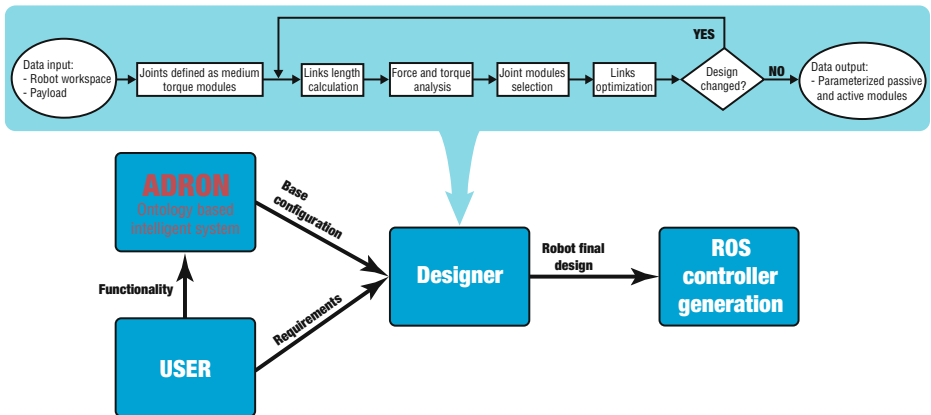 YES
Data input:
- Robot workspace
- Payload
Joints defined as medium
torque modules
Links length
calculation
Force and torque
analysis
Joint modules
selection
Links
optimization
Design
changed?
NO
Data output:
- Parameterized passive
and active modules
ADRON
Ontology based
intelligent system
Base
configuration
Functionality
Designer
Robot final
design
ROS
controller
generation
Requirements
USER